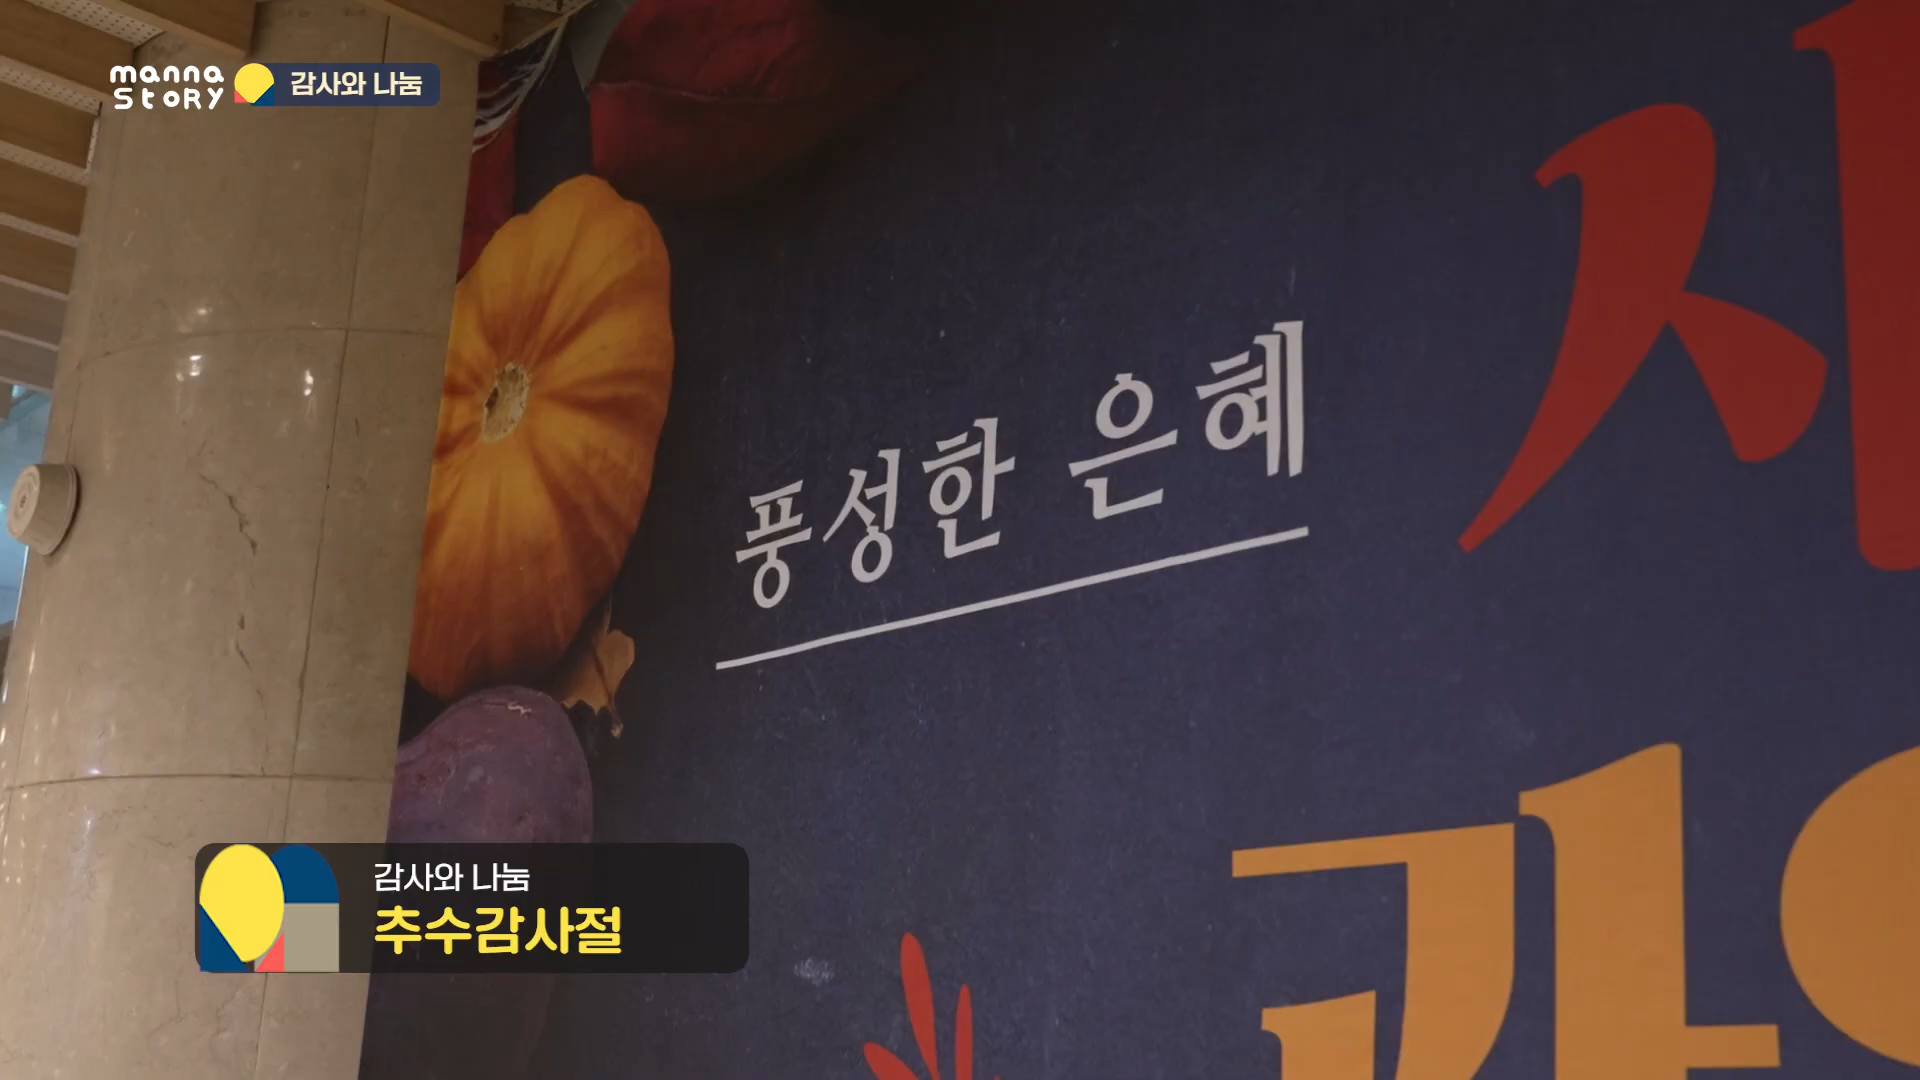 manna
STORY
감사와 나눔
풍성한 은혜
감사와 나눔
추수감사절